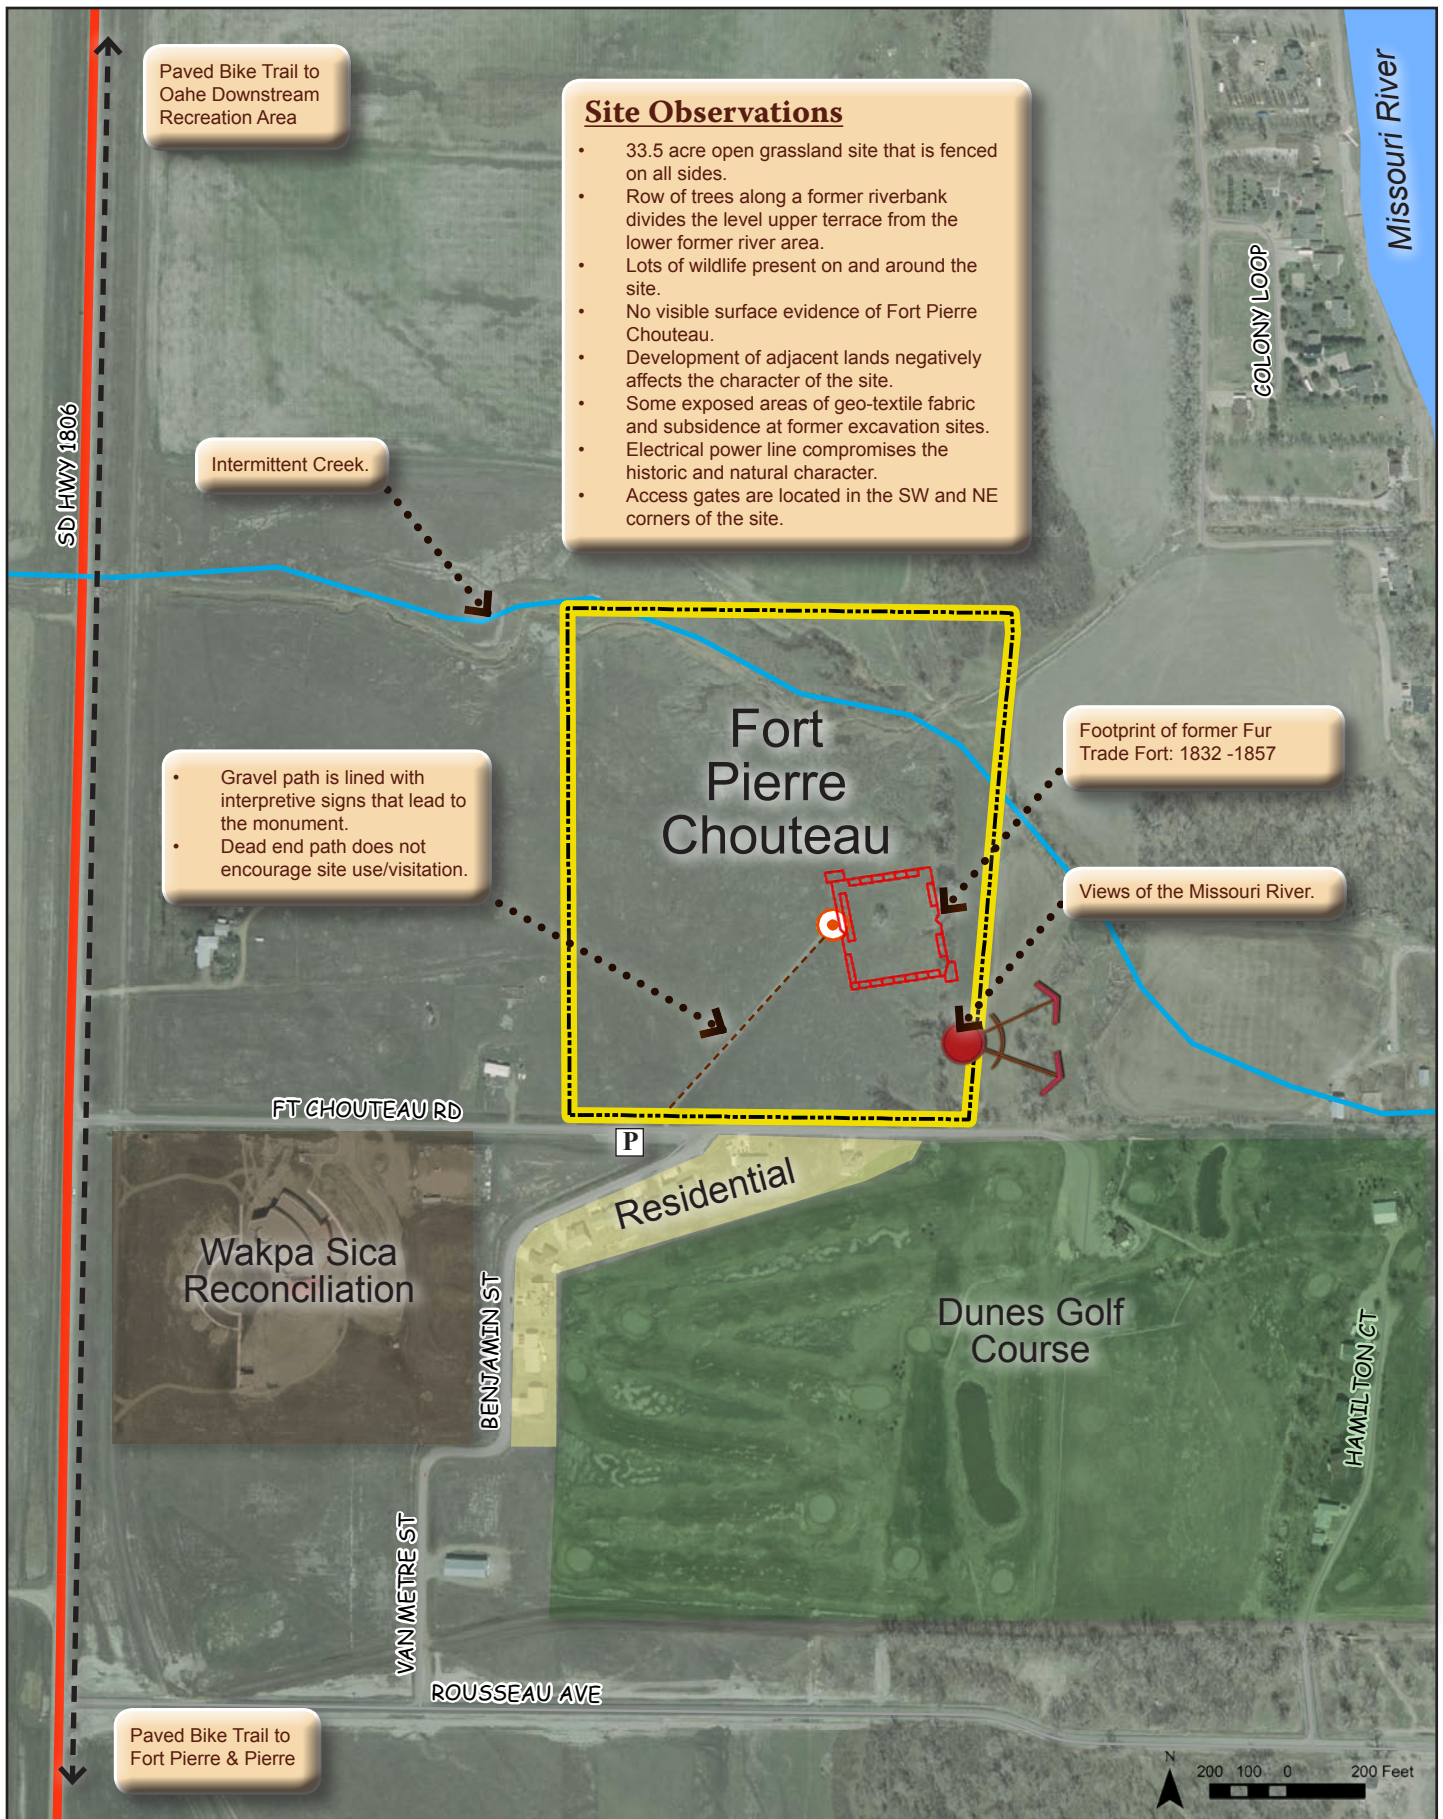 Paved Bike Trail to
Oahe Downstream
Recreation Area
Site Observations
• 33.5 acre open grassland site that is fenced
on all sides.
• Row of trees along a former riverbank
divides the level upper terrace from the
lower former river area.
• Lots of wildlife present on and around the
site.
• No visible surface evidence of Fort Pierre
Chouteau.
• Development of adjacent lands negatively
affects the character of the site.
• Some exposed areas of geo-textile fabric
and subsidence at former excavation sites.
• Electrical power line compromises the
historic and natural character.
• Access gates are located in the SW and NE
corners of the site.
Missouri River
COLONY LOOP
SD HWY 1806
Intermittent Creek.
Fort
Pierre
Chouteau
Footprint of former Fur
Trade Fort: 1832 -1857
• Gravel path is lined with
interpretive signs that lead to
the monument.
• Dead end path does not
encourage site use/visitation.
Views of the Missouri River.
FT CHOUTEAU RD
P
Residential
Wakpa Sica
Reconciliation
BENJAMIN ST
Dunes Golf
Course
HAMILTON CT
VAN METRE ST
ROUSSEAU AVE
Paved Bike Trail to
Fort Pierre & Pierre
N
200 100 0 200 Feet